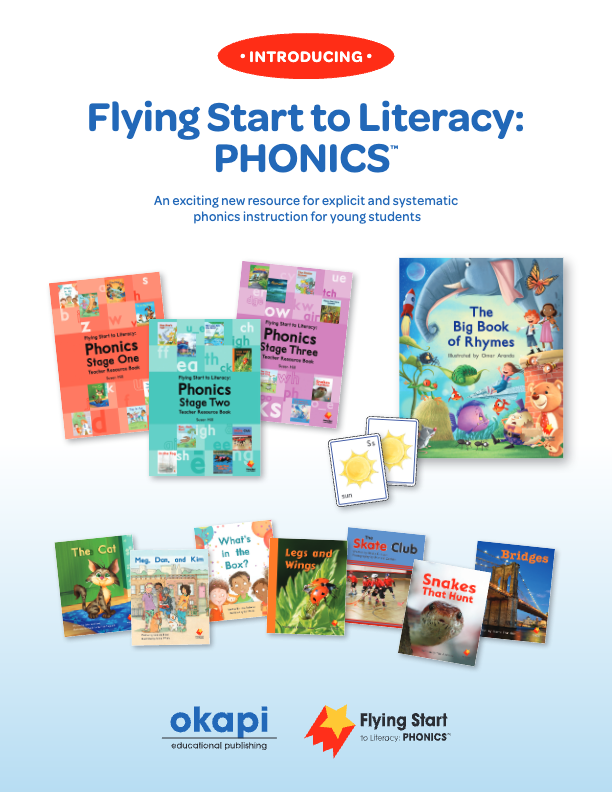 • INTRODUCING •
Flying Start to Literacy:
PHONICS™
An exciting new resource for explicit and systematic
phonics instruction for young students
Flying Start to Literacy:
Phonics
Stage One
Teacher Resource Book
Flying Start to Literacy:
Phonics
Stage Two
Teacher Resource Book
Flying Start to Literacy:
Phonics
Stage Three
Teacher Resource Book
The
Big Book
of Rhymes
Illustrated by Omar Aranda
Ss
sun
The Cat
Meg, Dan, and Kim
What's
in the
Box?
Legs and
Wings
The
Skate Club
Snakes
That Hunt
Bridges
okapi
educational publishing
Flying Start
to Literacy: PHONICS™